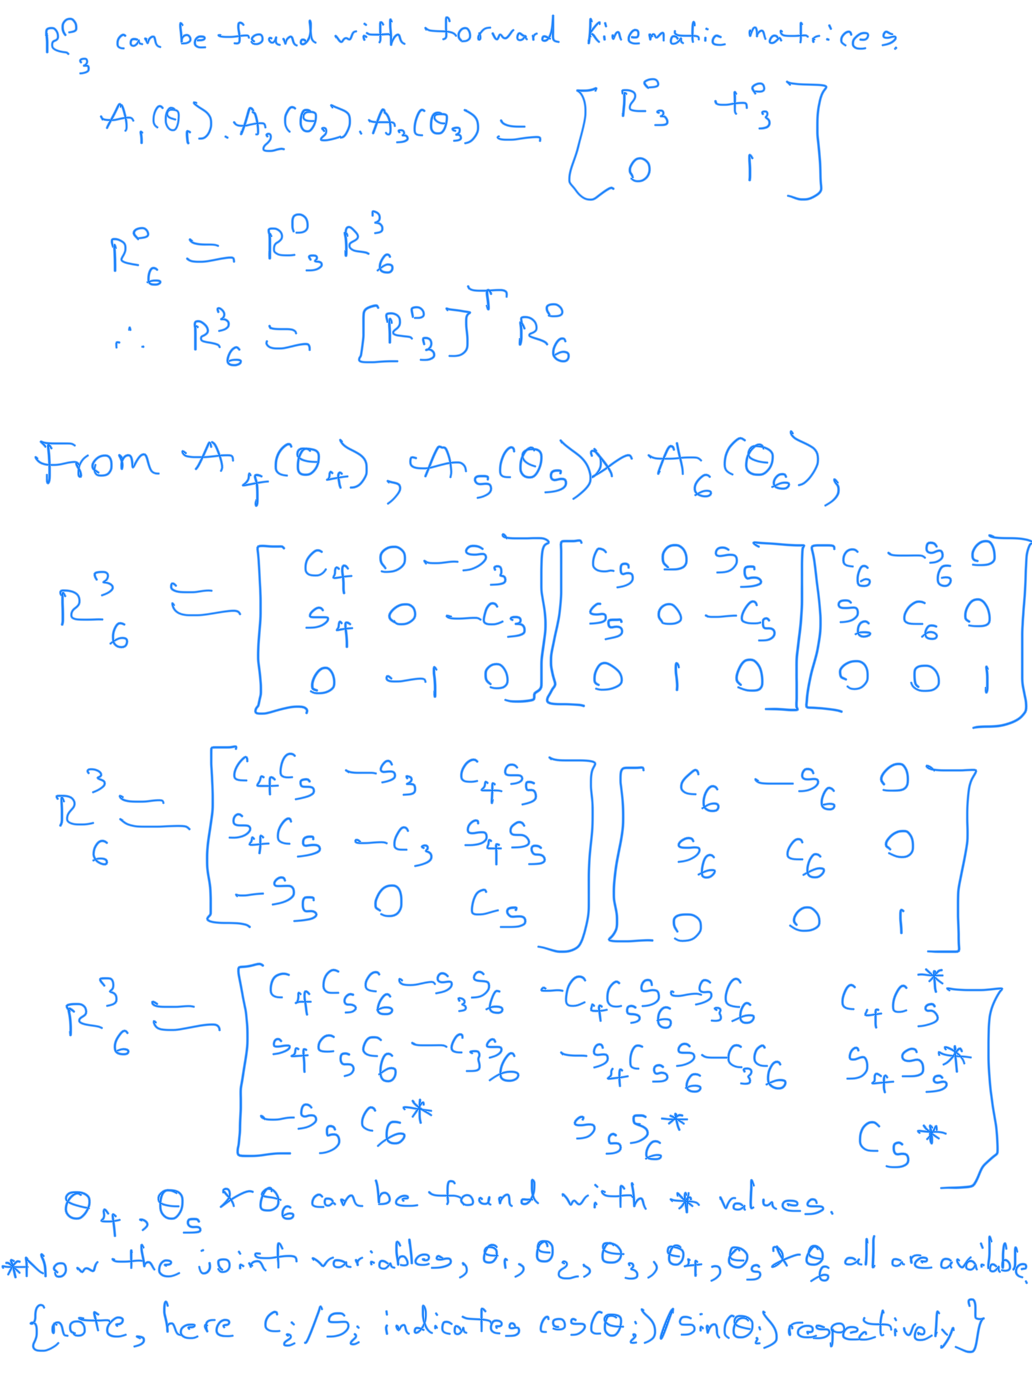 R⁰₃ can be found with forward Kinematic matrices.
A₁(θ₁).A₂(θ₂).A₃(θ₃) = [ R⁰₃ t⁰₃
0 1 ]
R⁰₆ = R⁰₃ R³₆
∴ R³₆ = [R⁰₃]ᵀ R⁰₆
From A₄(θ₄), A₅(θ₅) & A₆(θ₆),
R³₆ = [ C₄ 0 -S₃ ; S₄ 0 -C₃ ; 0 -1 0 ] [ C₅ 0 S₅ ; S₅ 0 -C₅ ; 0 1 0 ] [ C₆ -S₆ 0 ; S₆ C₆ 0 ; 0 0 1 ]
R³₆ = [ C₄C₅ -S₃ C₄S₅ ; S₄C₅ -C₃ S₄S₅ ; -S₅ 0 C₅ ] [ C₆ -S₆ 0 ; S₆ C₆ 0 ; 0 0 1 ]
R³₆ = [ C₄C₅C₆-S₃S₆ -C₄C₅S₆-S₃C₆ C₄C₅* ; S₄C₅C₆-C₃S₆ -S₄C₅S₆-C₃C₆ S₄S₅* ; -S₅C₆* S₅S₆* C₅* ]
θ₄, θ₅ & θ₆ can be found with * values.
*Now the joint variables, θ₁, θ₂, θ₃, θ₄, θ₅ & θ₆ all are available.
{note, here Cᵢ/Sᵢ indicates cos(θᵢ)/sin(θᵢ) respectively}